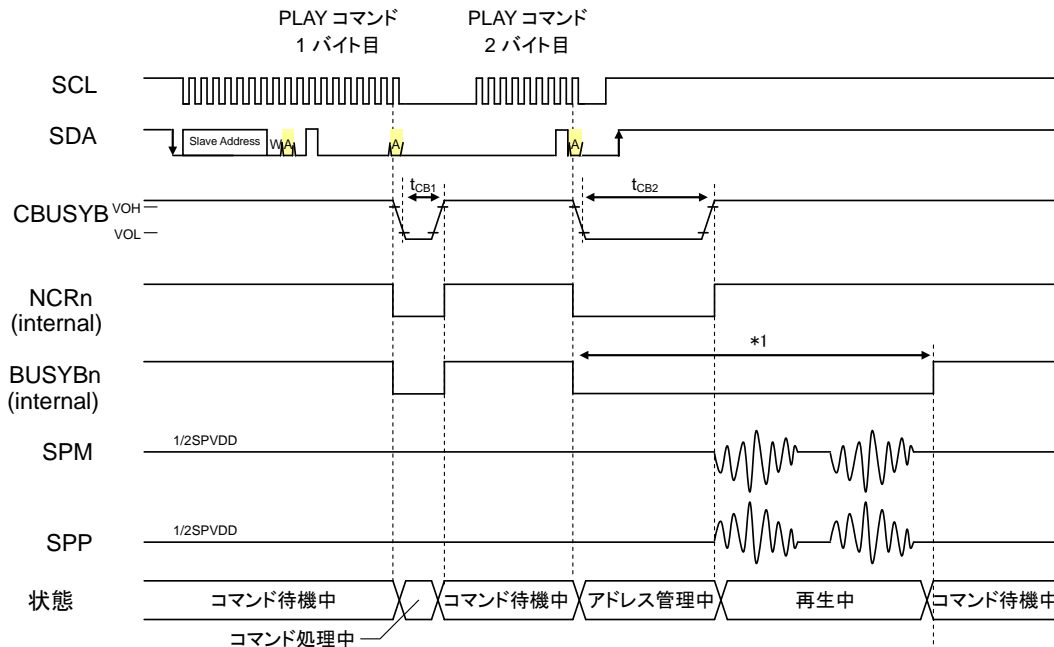 PLAY コマンド
1 バイト目
PLAY コマンド
2 バイト目
SCL
SDA
Slave Address
W
A
A
A
tCB1
tCB2
CBUSYB
VOH
VOL
NCRn
(internal)
*1
BUSYBn
(internal)
SPM
1/2SPVDD
SPP
1/2SPVDD
状態
コマンド待機中
コマンド待機中
アドレス管理中
再生中
コマンド待機中
コマンド処理中